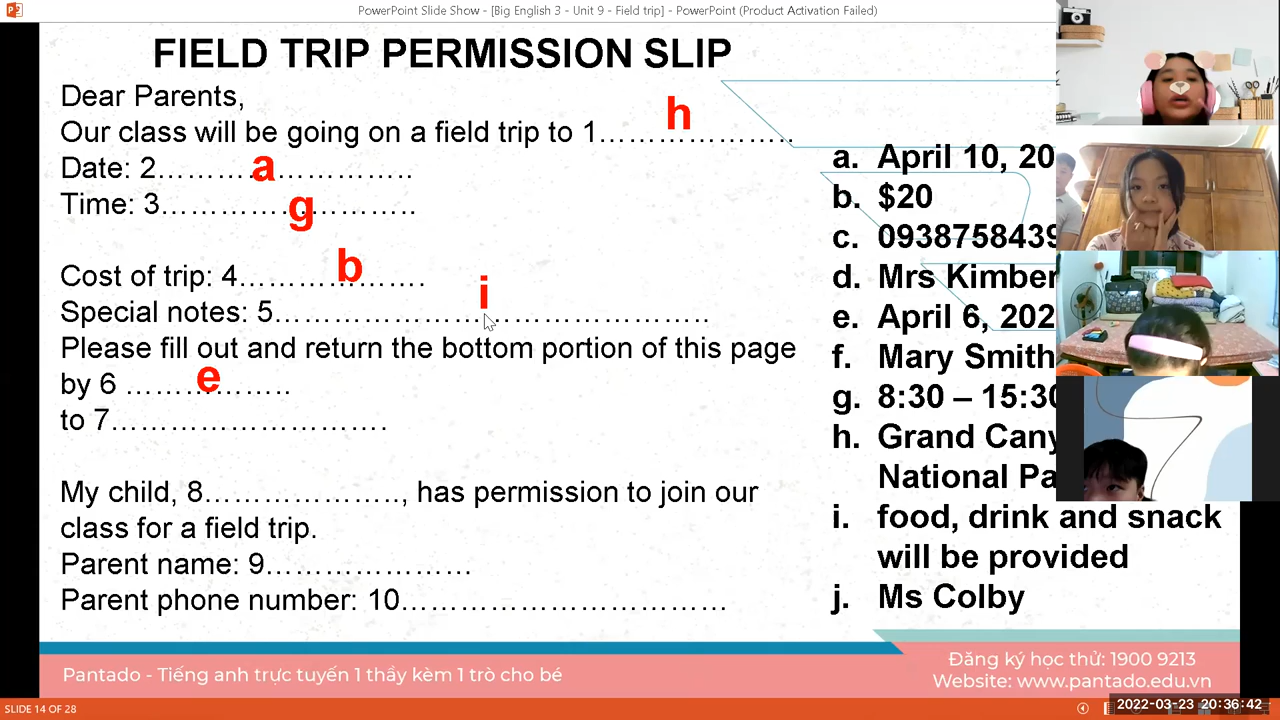 PowerPoint Slide Show - [Big English 3 - Unit 9 - Field trip] - PowerPoint (Product Activation Failed)
FIELD TRIP PERMISSION SLIP
Dear Parents,
Our class will be going on a field trip to 1………………….. h
Date: 2…………………….. a
Time: 3…………………….. g
Cost of trip: 4………………. b
Special notes: 5…………………………………….. i
Please fill out and return the bottom portion of this page
by 6 …………….. e
to 7……………………….
My child, 8……………….., has permission to join our
class for a field trip.
Parent name: 9…………………
Parent phone number: 10……………………………
a. April 10, 20
b. $20
c. 0938758439
d. Mrs Kimber
e. April 6, 202
f. Mary Smith
g. 8:30 – 15:30
h. Grand Cany
National Pa
i. food, drink and snack
will be provided
j. Ms Colby
Pantado - Tiếng anh trực tuyến 1 thầy kèm 1 trò cho bé
Đăng ký học thử: 1900 9213
Website: www.pantado.edu.vn
SLIDE 14 OF 28
2022-03-23 20:36:42